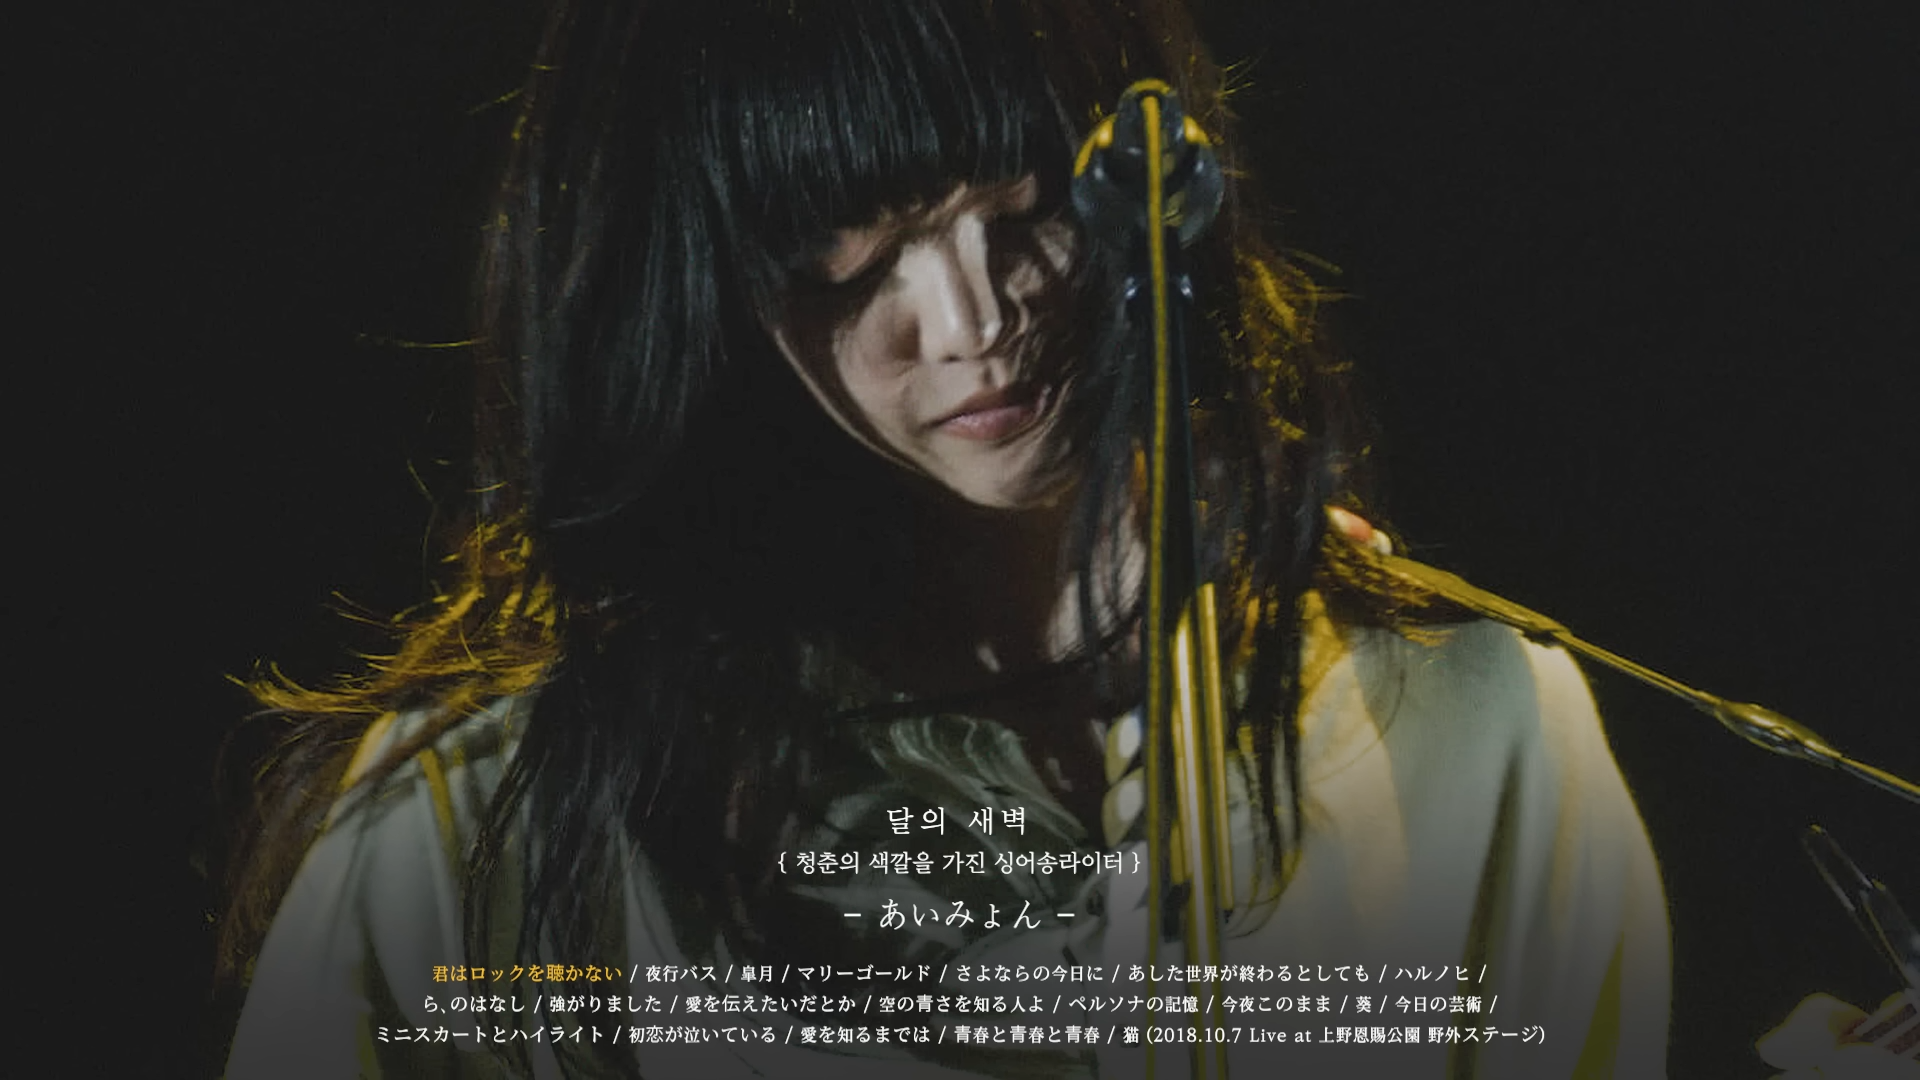 달의 새벽
{ 청춘의 색깔을 가진 싱어송라이터 }
– あいみょん –
君はロックを聴かない / 夜行バス / 皐月 / マリーゴールド / さよならの今日に / あした世界が終わるとしても / ハルノヒ /
ら、のはなし / 強がりました / 愛を伝えたいだとか / 空の青さを知る人よ / ペルソナの記憶 / 今夜このまま / 葵 / 今日の芸術 /
ミニスカートとハイライト / 初恋が泣いている / 愛を知るまでは / 青春と青春と青春 / 猫 (2018.10.7 Live at 上野恩賜公園 野外ステージ)